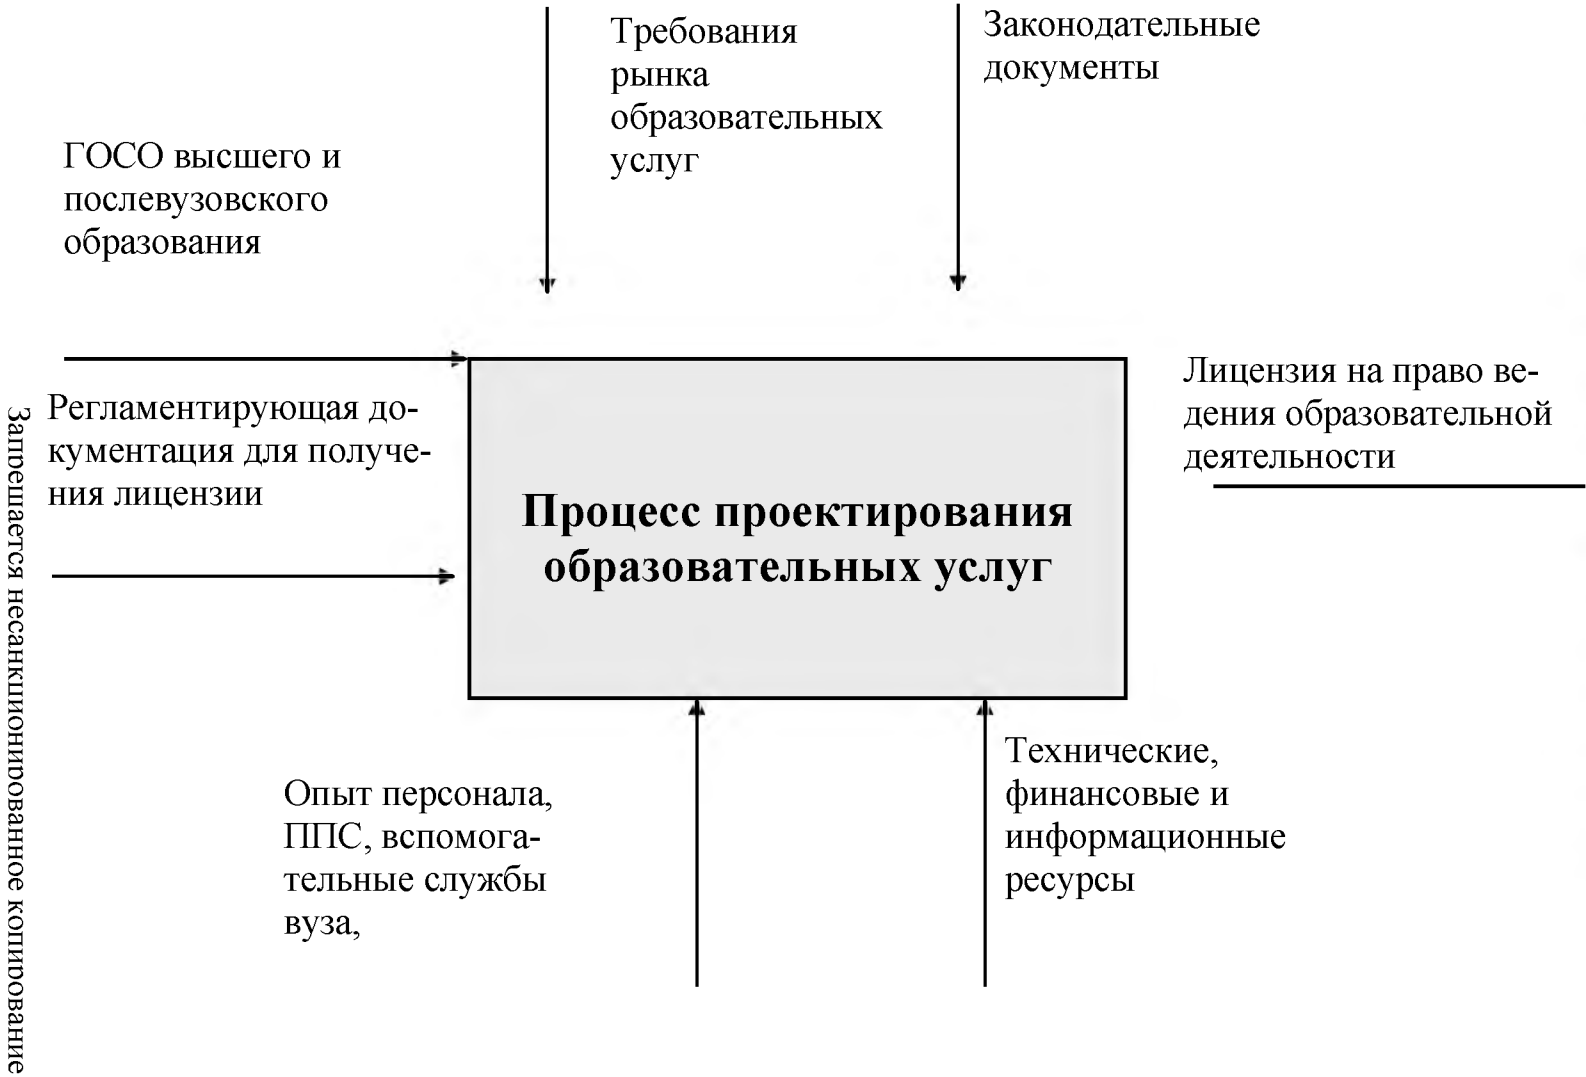 Требования
рынка
образовательных
услуг
Законодательные
документы
ГОСО высшего и
послевузовского
образования
Регламентирующая до-
кументация для получе-
ния лицензии
Процесс проектирования
образовательных услуг
Лицензия на право ве-
дения образовательной
деятельности
Опыт персонала,
ППС, вспомога-
тельные службы
вуза,
Технические,
финансовые и
информационные
ресурсы
Запрещается несанкционированное копирование